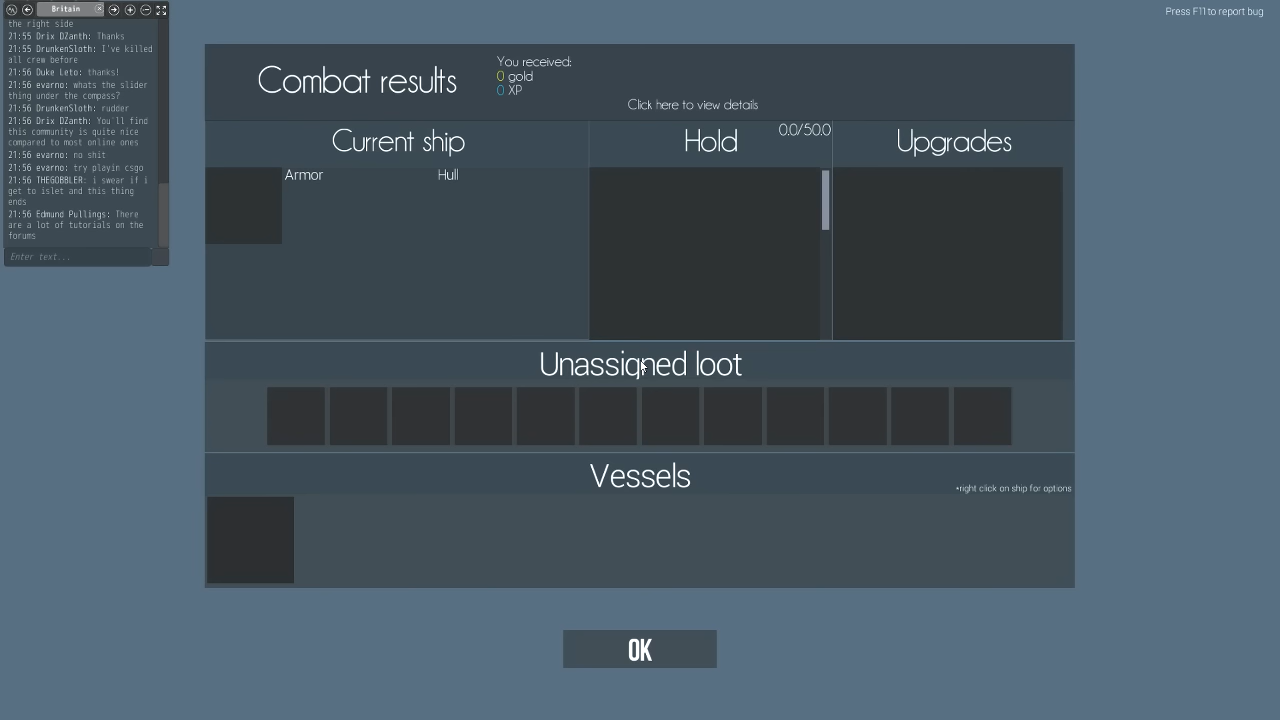 Britain
the right side
21:55 Drix DZanth: Thanks
21:55 DrunkenSloth: I've killed
all crew before
21:56 Duke Leto: thanks!
21:56 evarno: whats the slider
thing under the compass?
21:56 DrunkenSloth: rudder
21:56 Drix DZanth: You'll find
this community is quite nice
compared to most online ones
21:56 evarno: no shit
21:56 evarno: try playin csgo
21:56 THEGOBBLER: i swear if i
get to islet and this thing
ends
21:56 Edmund Pullings: There
are a lot of tutorials on the
forums
Enter text...
Press F11 to report bug
Combat results
You received:
0 gold
0 XP
Click here to view details
Current ship
Armor
Hull
Hold
0.0/50.0
Upgrades
Unassigned loot
Vessels
*right click on ship for options
OK